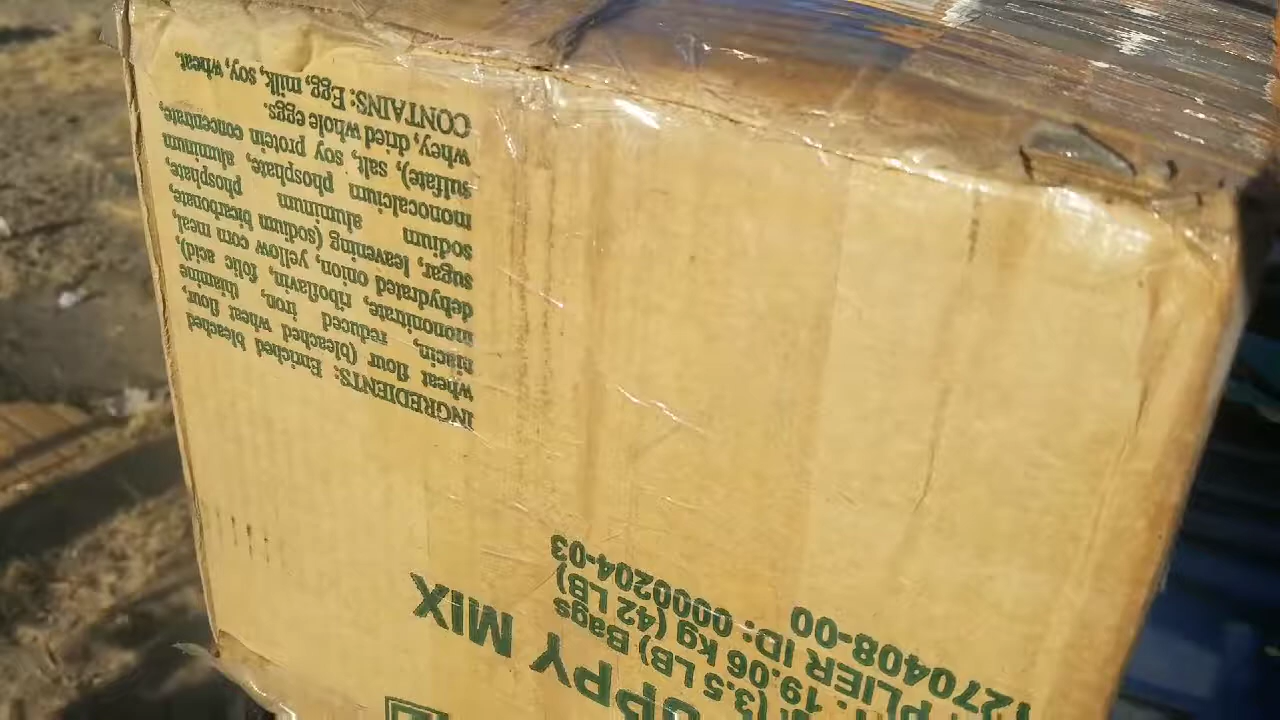 INGREDIENTS: Enriched bleached
wheat flour (bleached wheat flour,
niacin, reduced iron, thiamine
mononitrate, riboflavin, folic acid),
dehydrated onion, yellow corn meal,
sugar, leavening (sodium bicarbonate
sodium aluminum phosphate,
monocalcium phosphate, aluminum
sulfate), salt, soy protein concentrate,
whey, dried whole eggs.
CONTAINS: Egg, milk, soy, wheat.
MIX
(3.5 LB) Bags
19.06 kg (42 LB)
ID: 0000204-03
1270408-00